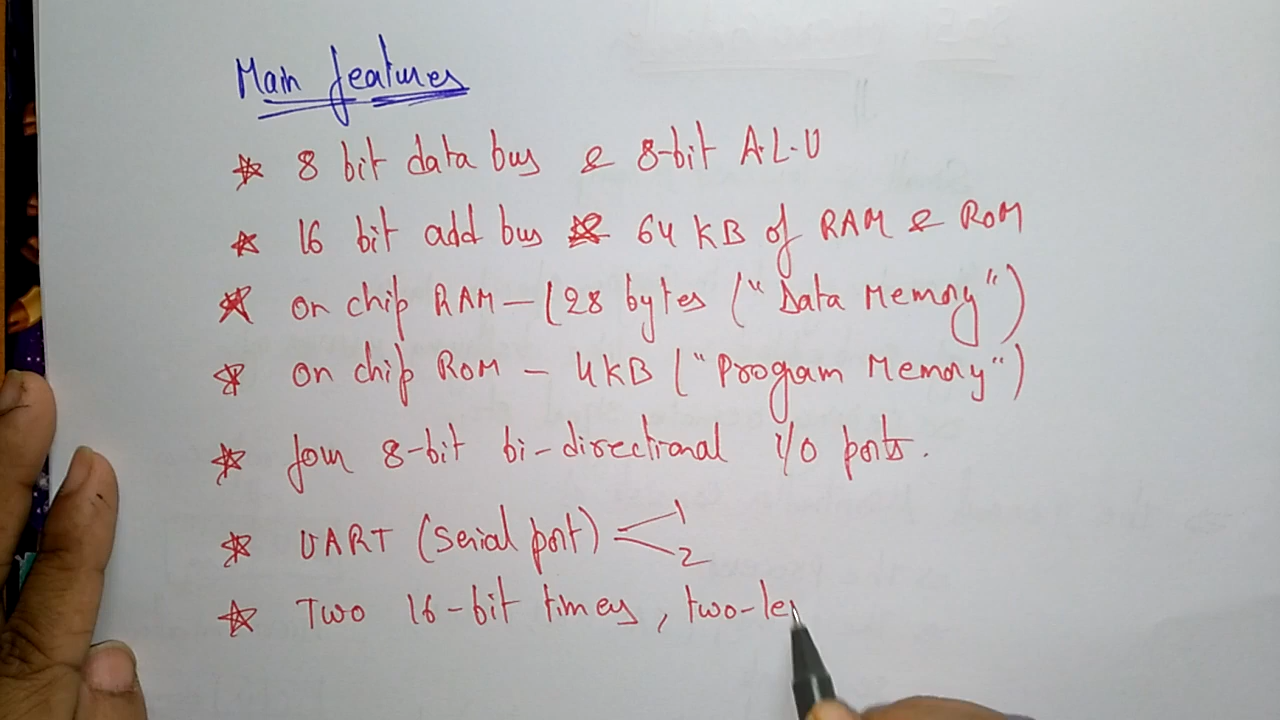 Main features
☆ 8 bit data bus & 8-bit A.L.U
☆ 16 bit add bus 64 KB of RAM & ROM
☆ on chip RAM – 128 bytes ("Data Memory")
☆ on chip ROM – 4KB ("Program Memory")
☆ four 8-bit bi-directional i/o ports.
☆ UART (Serial port) 1
2
☆ Two 16-bit times, two-le